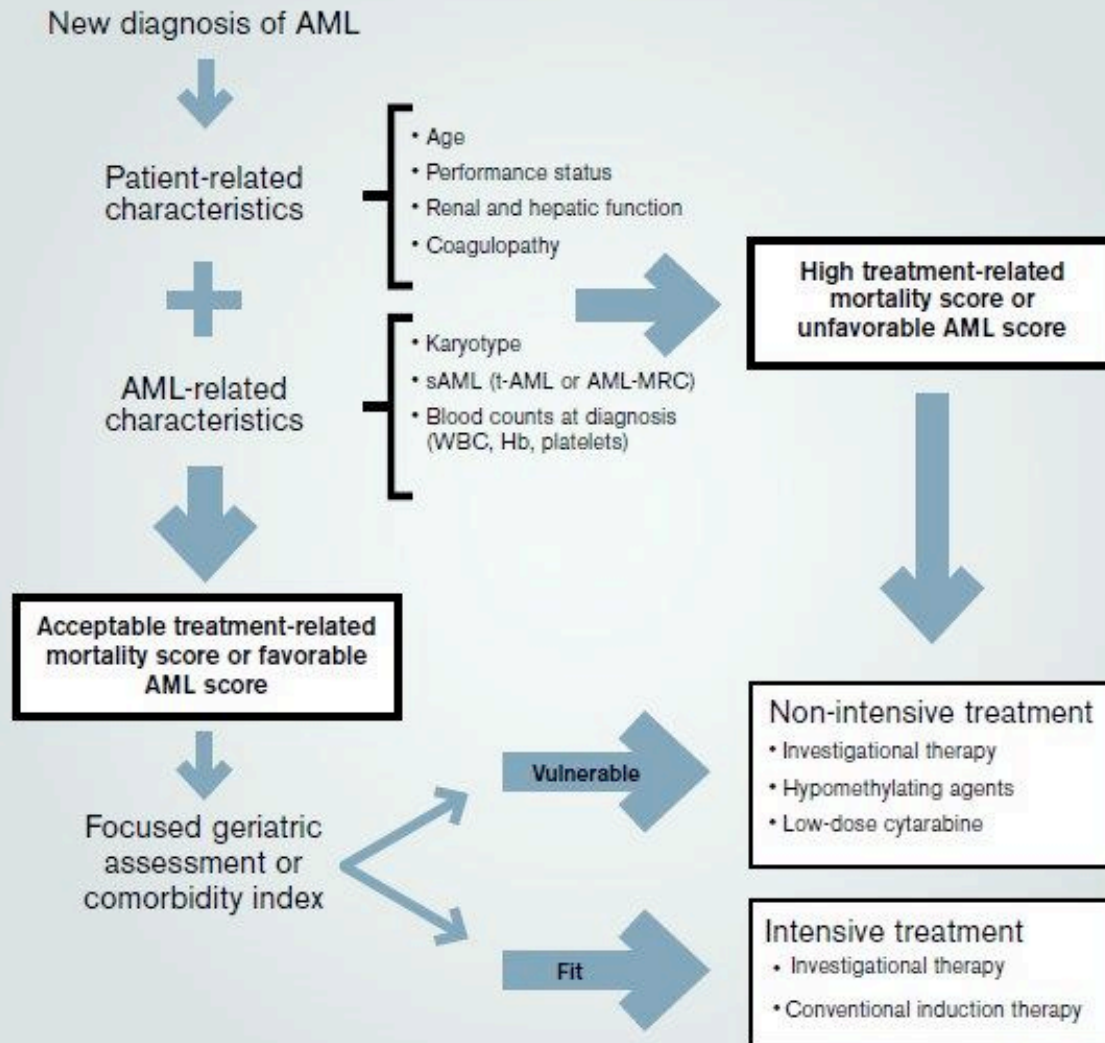 New diagnosis of AML
Patient-related
characteristics
• Age
• Performance status
• Renal and hepatic function
• Coagulopathy
AML-related
characteristics
• Karyotype
• sAML (t-AML or AML-MRC)
• Blood counts at diagnosis
(WBC, Hb, platelets)
High treatment-related
mortality score or
unfavorable AML score
Acceptable treatment-related
mortality score or favorable
AML score
Focused geriatric
assessment or
comorbidity index
Vulnerable
Non-intensive treatment
• Investigational therapy
• Hypomethylating agents
• Low-dose cytarabine
Fit
Intensive treatment
• Investigational therapy
• Conventional induction therapy